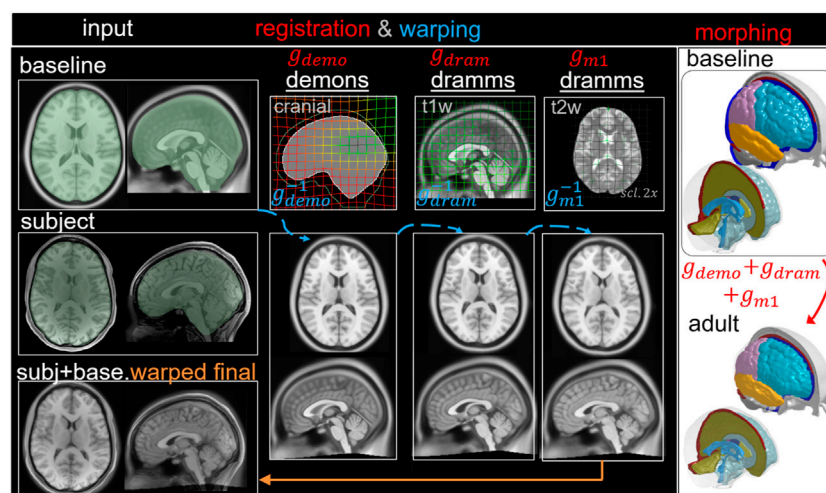 input
registration & warping
morphing
baseline
g_demo
demons
g_dram
dramms
g_m1
dramms
baseline
cranial
t1w
t2w
g_demo^-1
g_dram^-1
g_m1^-1
scl.2x
subject
g_demo+g_dram
+g_m1
adult
subj+base.warped final